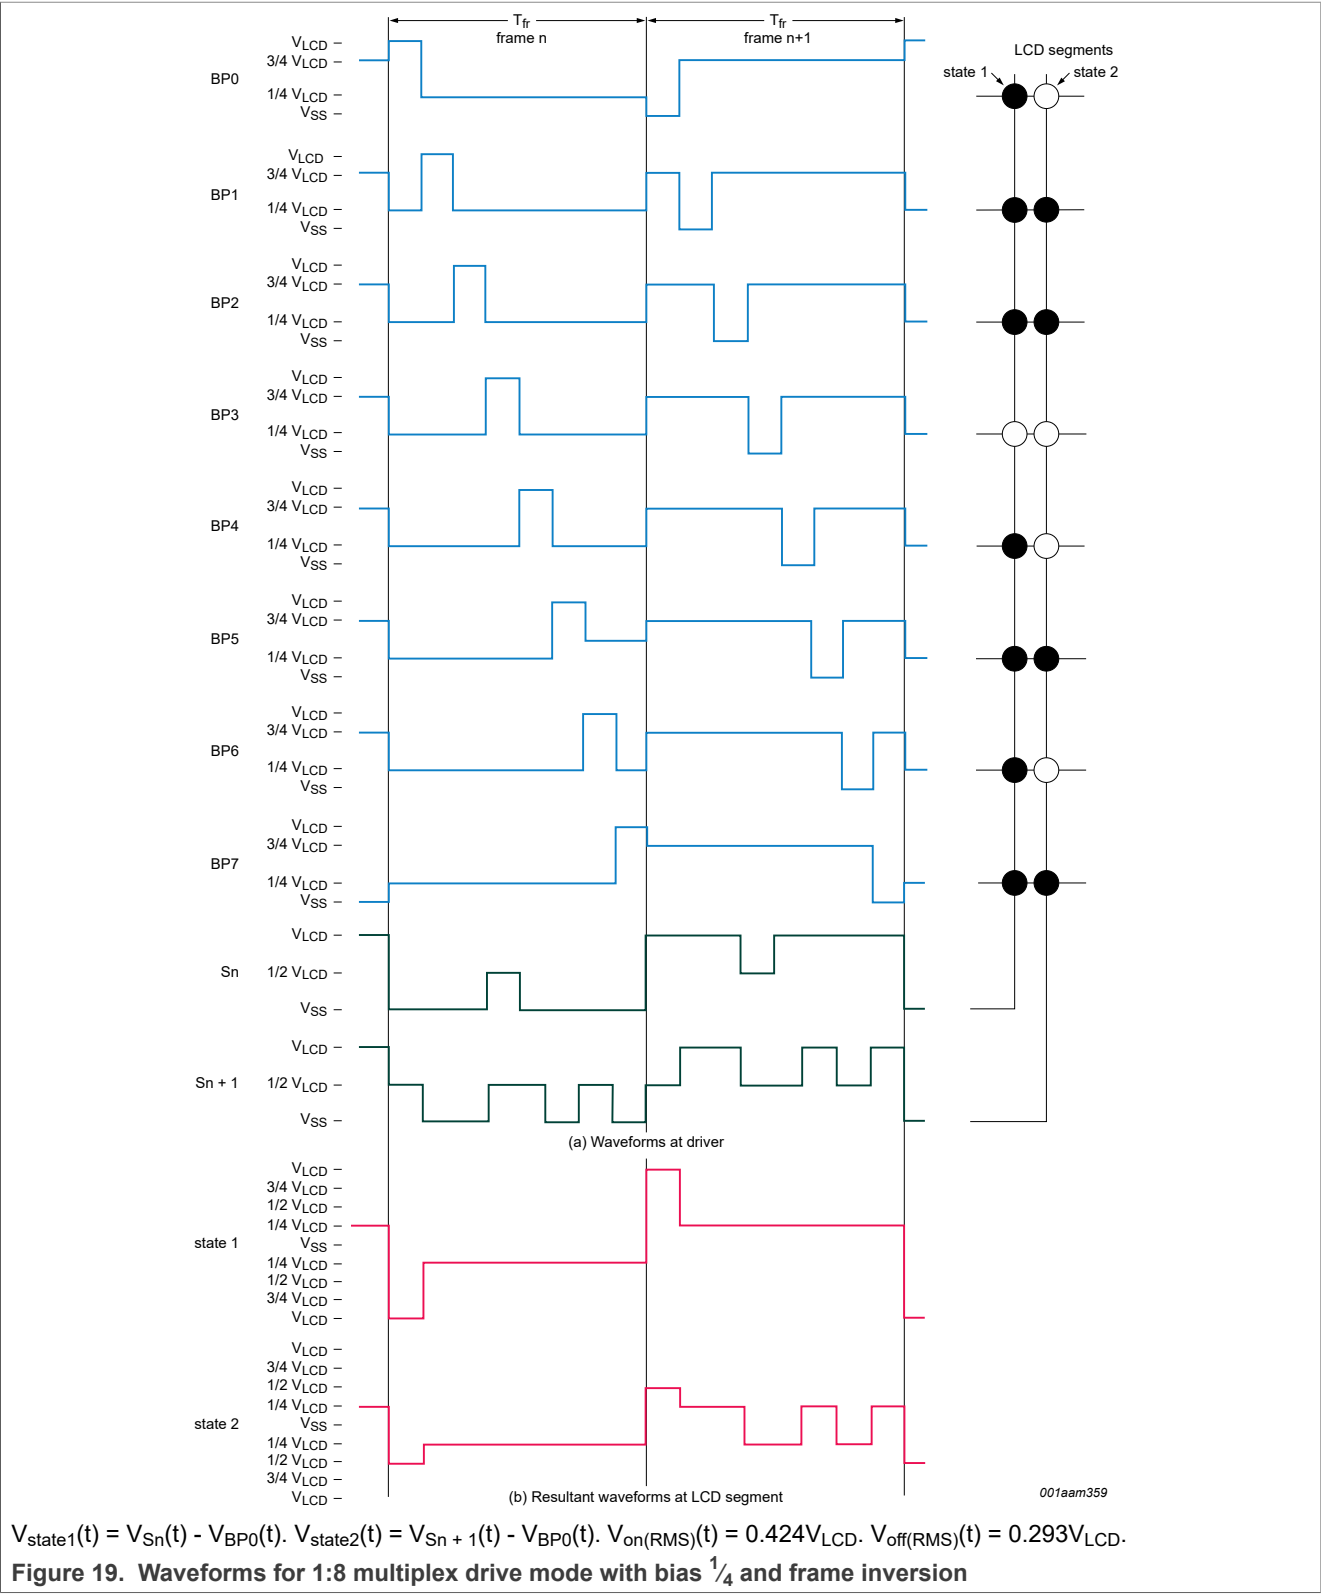 Tfr Tfr
frame n frame n+1
LCD segments
state 1 state 2
VLCD
3/4 VLCD
BP0
1/4 VLCD
VSS
VLCD
3/4 VLCD
BP1
1/4 VLCD
VSS
VLCD
3/4 VLCD
BP2
1/4 VLCD
VSS
VLCD
3/4 VLCD
BP3
1/4 VLCD
VSS
VLCD
3/4 VLCD
BP4
1/4 VLCD
VSS
VLCD
3/4 VLCD
BP5
1/4 VLCD
VSS
VLCD
3/4 VLCD
BP6
1/4 VLCD
VSS
VLCD
3/4 VLCD
BP7
1/4 VLCD
VSS
VLCD
Sn 1/2 VLCD
VSS
VLCD
Sn + 1 1/2 VLCD
VSS
(a) Waveforms at driver
VLCD
3/4 VLCD
1/2 VLCD
1/4 VLCD
state 1 VSS
1/4 VLCD
1/2 VLCD
3/4 VLCD
VLCD
VLCD
3/4 VLCD
1/2 VLCD
1/4 VLCD
state 2 VSS
1/4 VLCD
1/2 VLCD
3/4 VLCD
VLCD
(b) Resultant waveforms at LCD segment
001aam359
Vstate1(t) = VSn(t) - VBP0(t). Vstate2(t) = VSn + 1(t) - VBP0(t). Von(RMS)(t) = 0.424VLCD. Voff(RMS)(t) = 0.293VLCD.
Figure 19. Waveforms for 1:8 multiplex drive mode with bias 1⁄4 and frame inversion